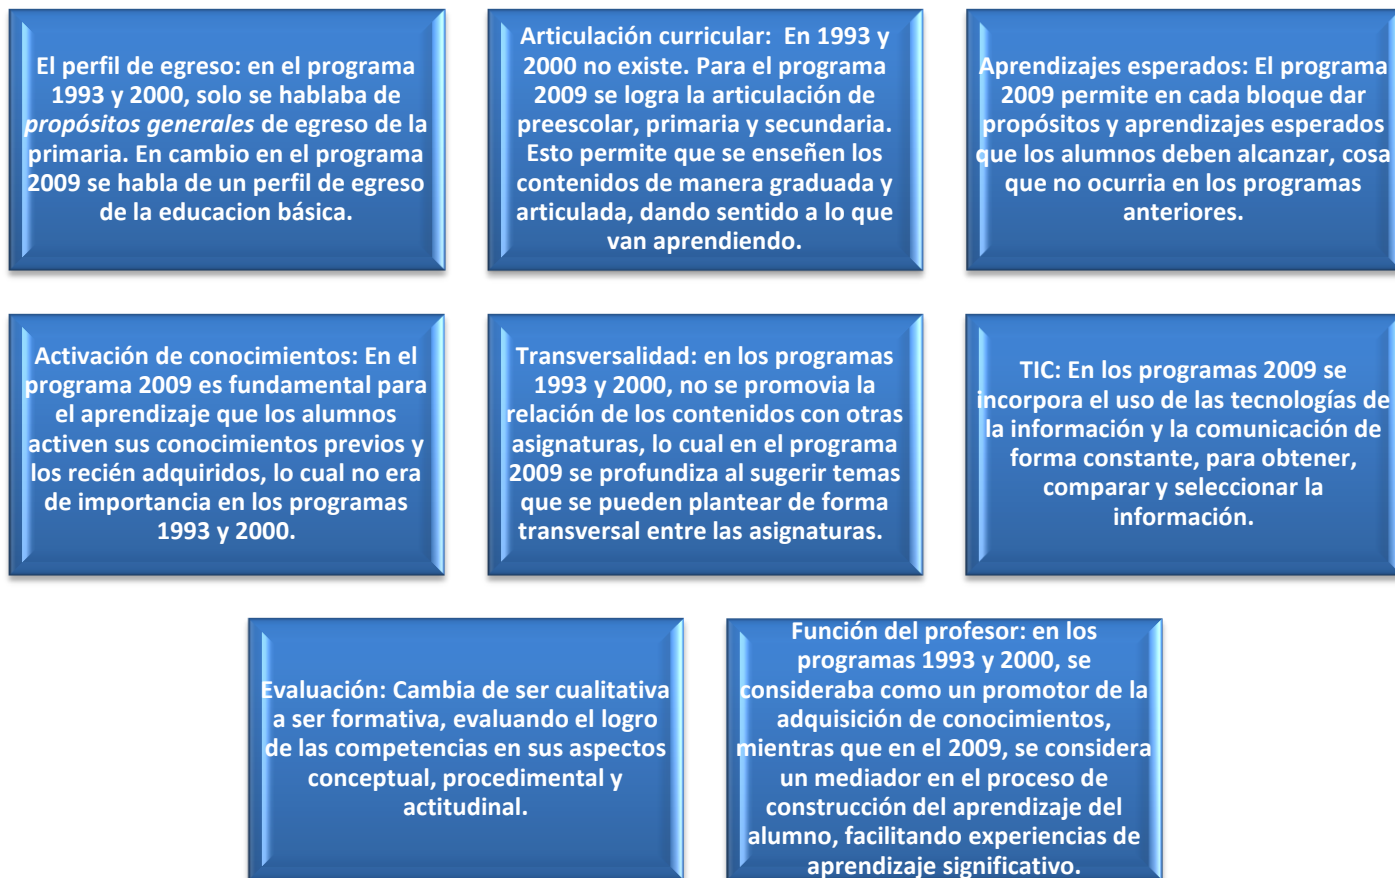 El perfil de egreso: en el programa
1993 y 2000, solo se hablaba de
propósitos generales de egreso de la
primaria. En cambio en el programa
2009 se habla de un perfil de egreso
de la educacion básica.
Articulación curricular:  En 1993 y
2000 no existe. Para el programa
2009 se logra la articulación de
preescolar, primaria y secundaria.
Esto permite que se enseñen los
contenidos de manera graduada y
articulada, dando sentido a lo que
van aprendiendo.
Aprendizajes esperados: El programa
2009 permite en cada bloque dar
propósitos y aprendizajes esperados
que los alumnos deben alcanzar, cosa
que no ocurria en los programas
anteriores.
Activación de conocimientos: En el
programa 2009 es fundamental para
el aprendizaje que los alumnos
activen sus conocimientos previos y
los recién adquiridos, lo cual no era
de importancia en los programas
1993 y 2000.
Transversalidad: en los programas
1993 y 2000, no se promovia la
relación de los contenidos con otras
asignaturas, lo cual en el programa
2009 se profundiza al sugerir temas
que se pueden plantear de forma
transversal entre las asignaturas.
TIC: En los programas 2009 se
incorpora el uso de las tecnologías de
la información y la comunicación de
forma constante, para obtener,
comparar y seleccionar la
información.
Evaluación: Cambia de ser cualitativa
a ser formativa, evaluando el logro
de las competencias en sus aspectos
conceptual, procedimental y
actitudinal.
Función del profesor: en los
programas 1993 y 2000, se
consideraba como un promotor de la
adquisición de conocimientos,
mientras que en el 2009, se considera
un mediador en el proceso de
construcción del aprendizaje del
alumno, facilitando experiencias de
aprendizaje significativo.